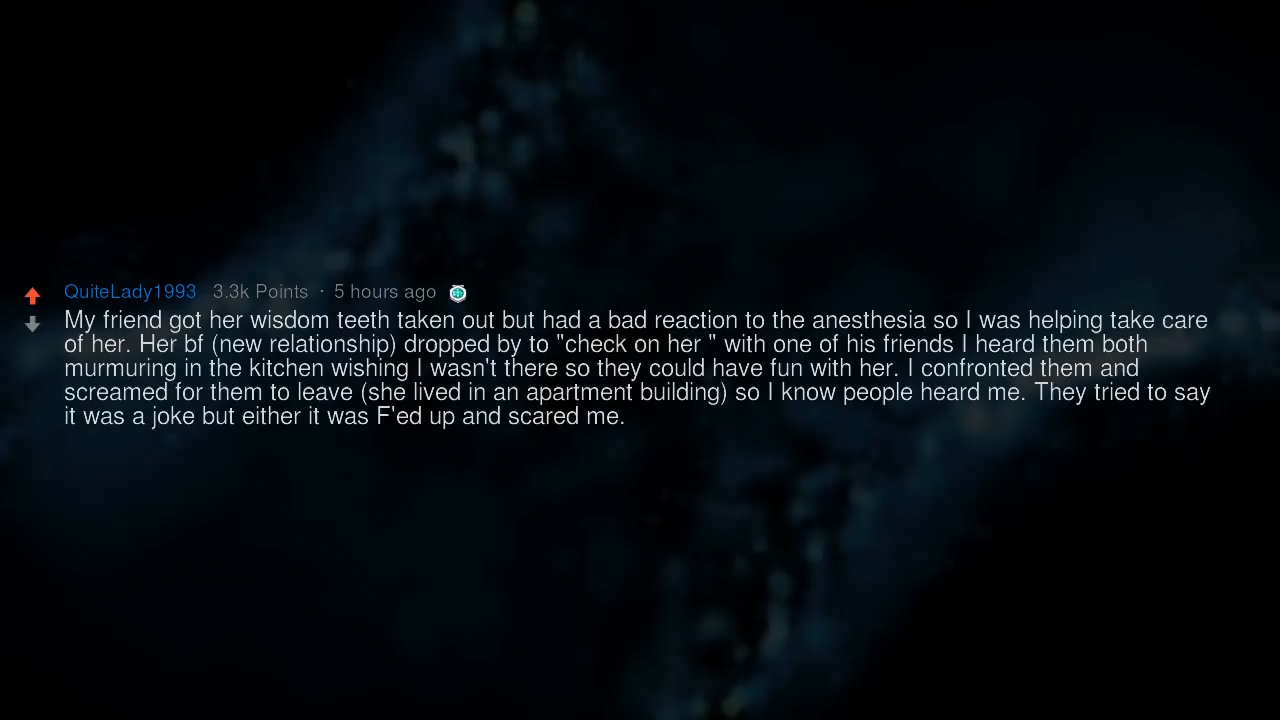 QuiteLady1993 3.3k Points · 5 hours ago
My friend got her wisdom teeth taken out but had a bad reaction to the anesthesia so I was helping take care
of her. Her bf (new relationship) dropped by to "check on her " with one of his friends I heard them both
murmuring in the kitchen wishing I wasn't there so they could have fun with her. I confronted them and
screamed for them to leave (she lived in an apartment building) so I know people heard me. They tried to say
it was a joke but either it was F'ed up and scared me.